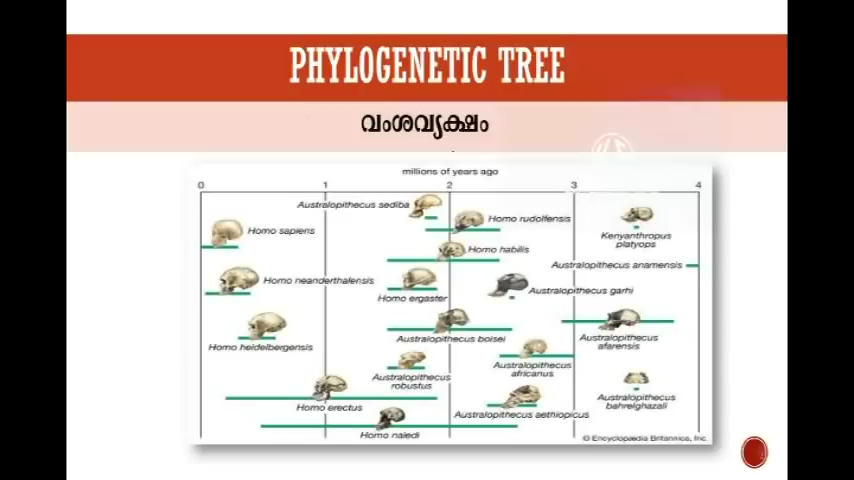 PHYLOGENETIC TREE
വംശവൃക്ഷം
millions of years ago
0 1 2 3 4
Australopithecus sediba
Homo rudolfensis
Homo sapiens
Kenyanthropus
platyops
Homo habilis
Australopithecus anamensis
Homo neanderthalensis
Australopithecus garhi
Homo ergaster
Australopithecus boisei
Australopithecus
afarensis
Homo heidelbergensis
Australopithecus
africanus
Australopithecus
robustus
Australopithecus
bahrelghazali
Homo erectus
Australopithecus aethiopicus
Homo naledi
© Encyclopædia Britannica, Inc.